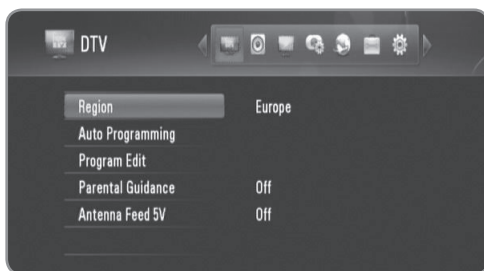 DTV
Region Europe
Auto Programming
Program Edit
Parental Guidance Off
Antenna Feed 5V Off